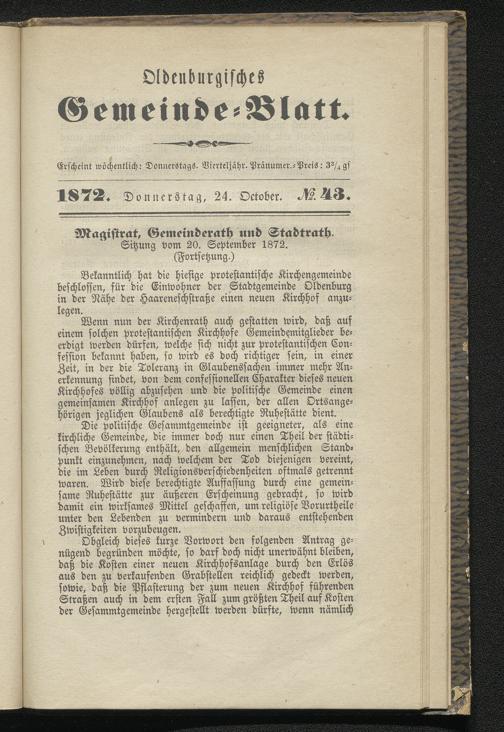 Oldenburgisches
Gemeinde-Blatt.
Erscheint wöchentlich: Donnerstags. Vierteljähr. Pränumer.-Preis: 3¾ gſ
1872. Donnerstag, 24. October. № 43.
Magistrat, Gemeinderath und Stadtrath.
Sitzung vom 20. September 1872.
(Fortsetzung.)
Bekanntlich hat die hiesige protestantische Kirchengemeinde
beschlossen, für die Einwohner der Stadtgemeinde Oldenburg
in der Nähe der Haareneschstraße einen neuen Kirchhof anzu-
legen.
Wenn nun der Kirchenrath auch gestatten wird, daß auf
einem solchen protestantischen Kirchhofe Gemeindemitglieder be-
erdigt werden dürfen, welche sich nicht zur protestantischen Con-
fession bekannt haben, so wird es doch richtiger sein, in einer
Zeit, in der die Toleranz in Glaubenssachen immer mehr An-
erkennung findet, von dem confessionellen Charakter dieses neuen
Kirchhofes völlig abzusehen und die politische Gemeinde einen
gemeinsamen Kirchhof anlegen zu lassen, der allen Ortsange-
hörigen jeglichen Glaubens als berechtigte Ruhestätte dient.
Die politische Gesammtgemeinde ist geeigneter, als eine
kirchliche Gemeinde, die immer doch nur einen Theil der städti-
schen Bevölkerung enthält, den allgemein menschlichen Stand-
punkt einzunehmen, nach welchem der Tod diejenigen vereint,
die im Leben durch Religionsverschiedenheiten oftmals getrennt
waren. Wird diese berechtigte Auffassung durch eine gemein-
same Ruhestätte zur äußeren Erscheinung gebracht, so wird
damit ein wirksames Mittel geschaffen, um religiöse Vorurtheile
unter den Lebenden zu vermindern und daraus entstehenden
Zwistigkeiten vorzubeugen.
Obgleich dieses kurze Vorwort den folgenden Antrag ge-
nügend begründen möchte, so darf doch nicht unerwähnt bleiben,
daß die Kosten einer neuen Kirchhofsanlage durch den Erlös
aus den zu verkaufenden Grabstellen reichlich gedeckt werden,
sowie, daß die Pflasterung der zum neuen Kirchhof führenden
Straßen auch in dem ersten Fall zum größten Theil auf Kosten
der Gesammtgemeinde hergestellt werden dürfte, wenn nämlich